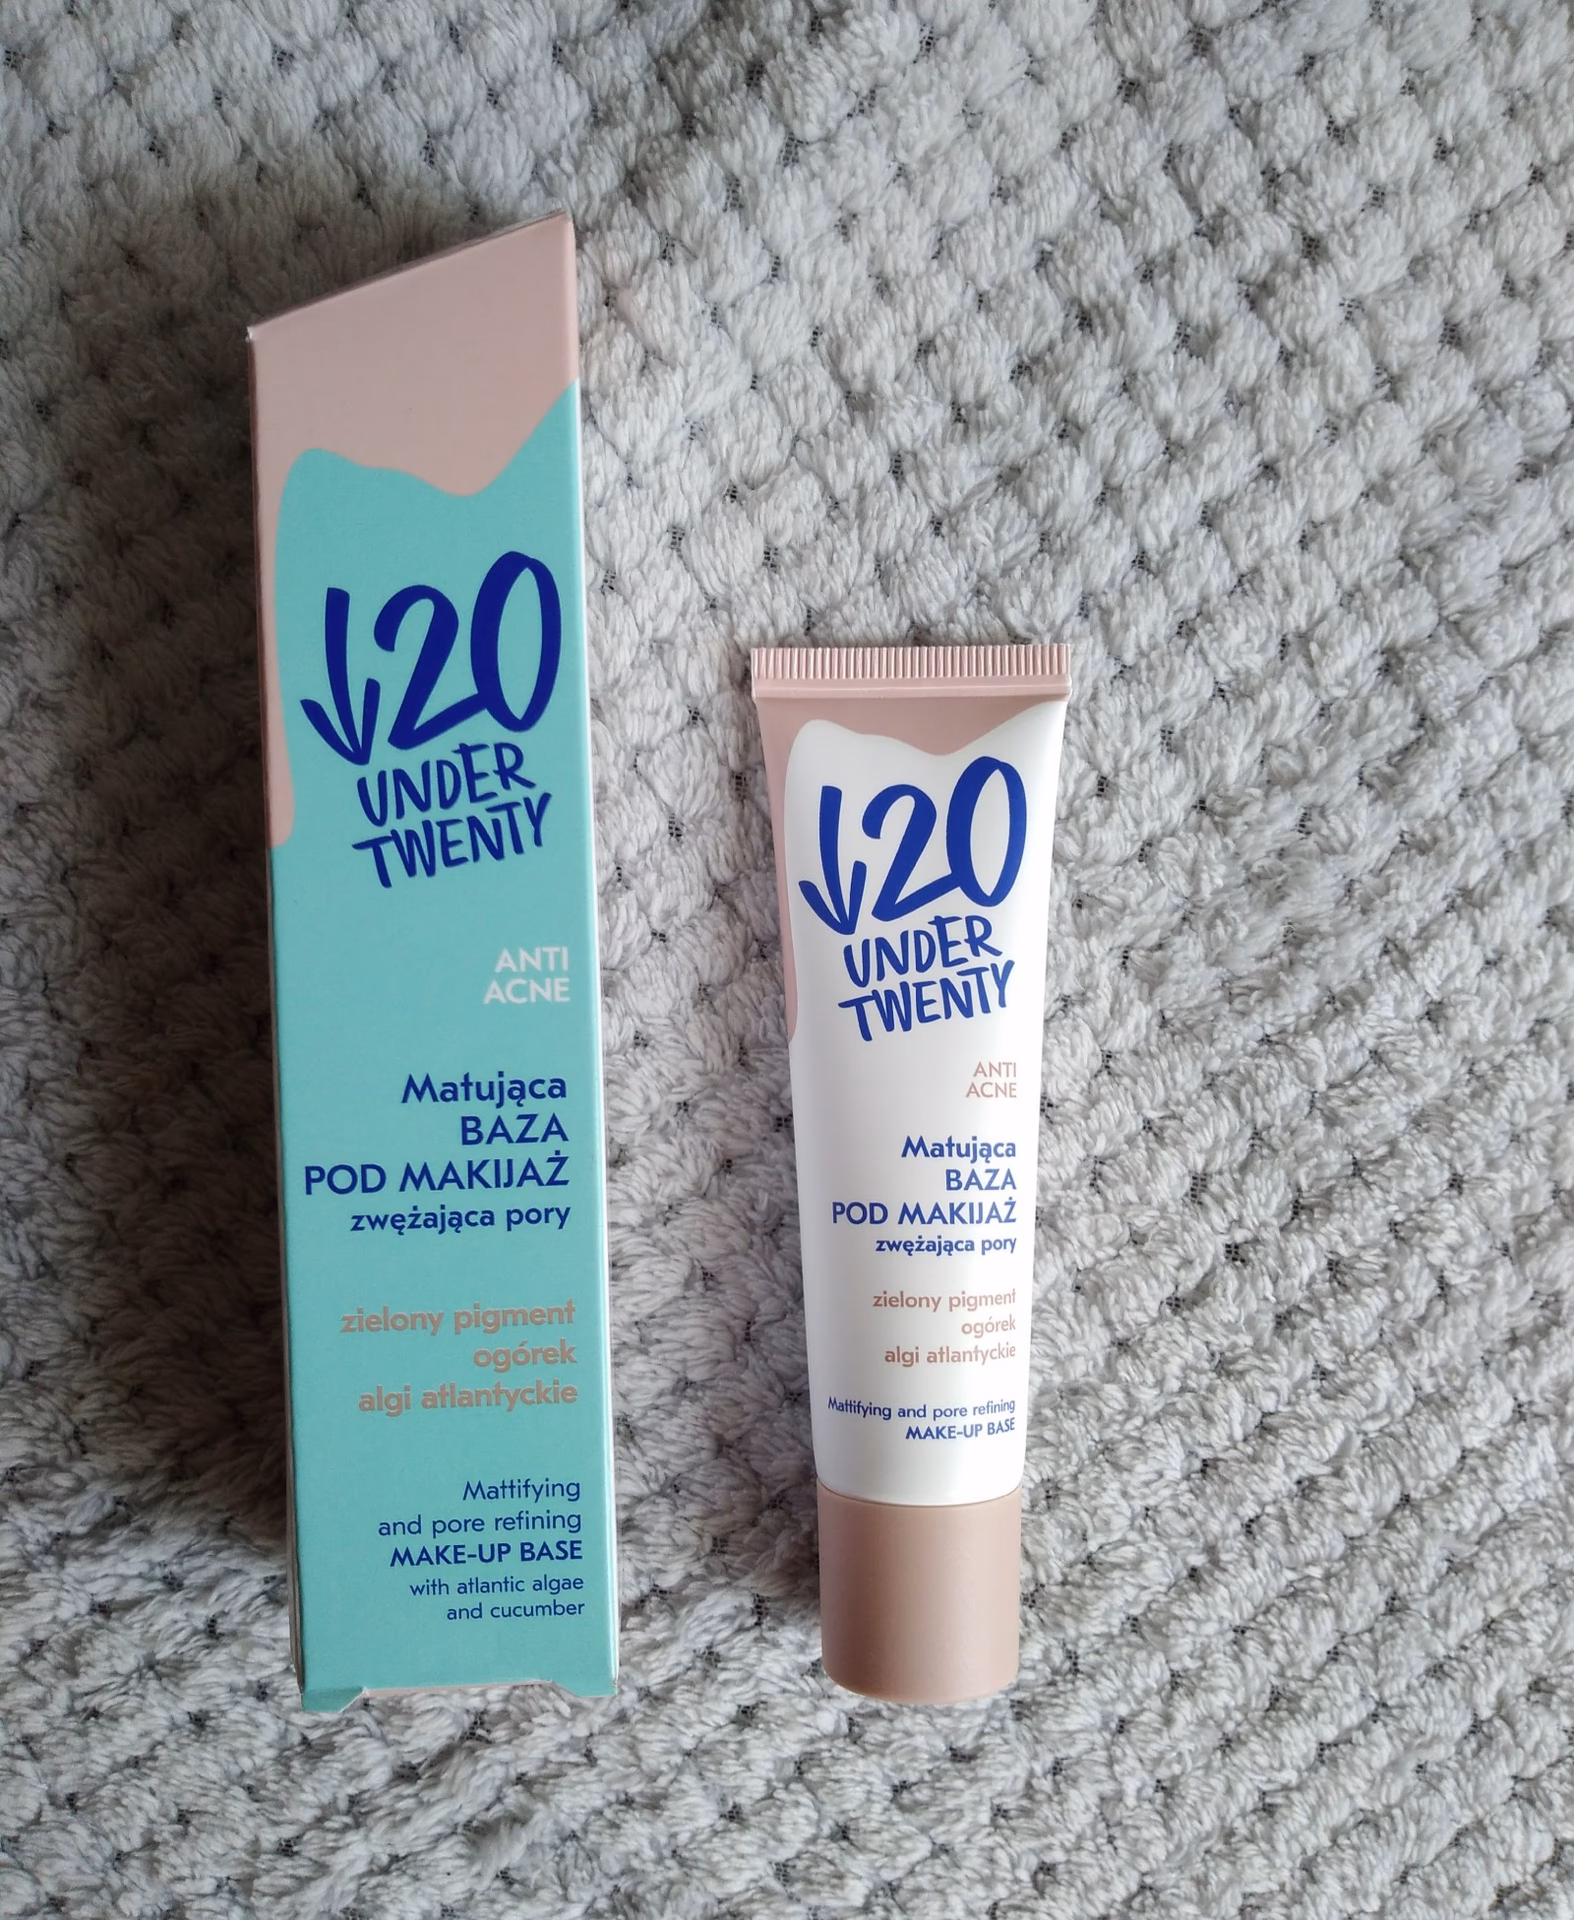 20
UNDER
TWENTY
ANTI
ACNE
Matująca
BAZA
POD MAKIJAŻ
zwężająca pory
zielony pigment
ogórek
algi atlantyckie
Mattifying
and pore refining
MAKE-UP BASE
with atlantic algae
and cucumber
20
UNDER
TWENTY
ANTI
ACNE
Matująca
BAZA
POD MAKIJAŻ
zwężająca pory
zielony pigment
ogórek
algi atlantyckie
Mattifying and pore refining
MAKE-UP BASE